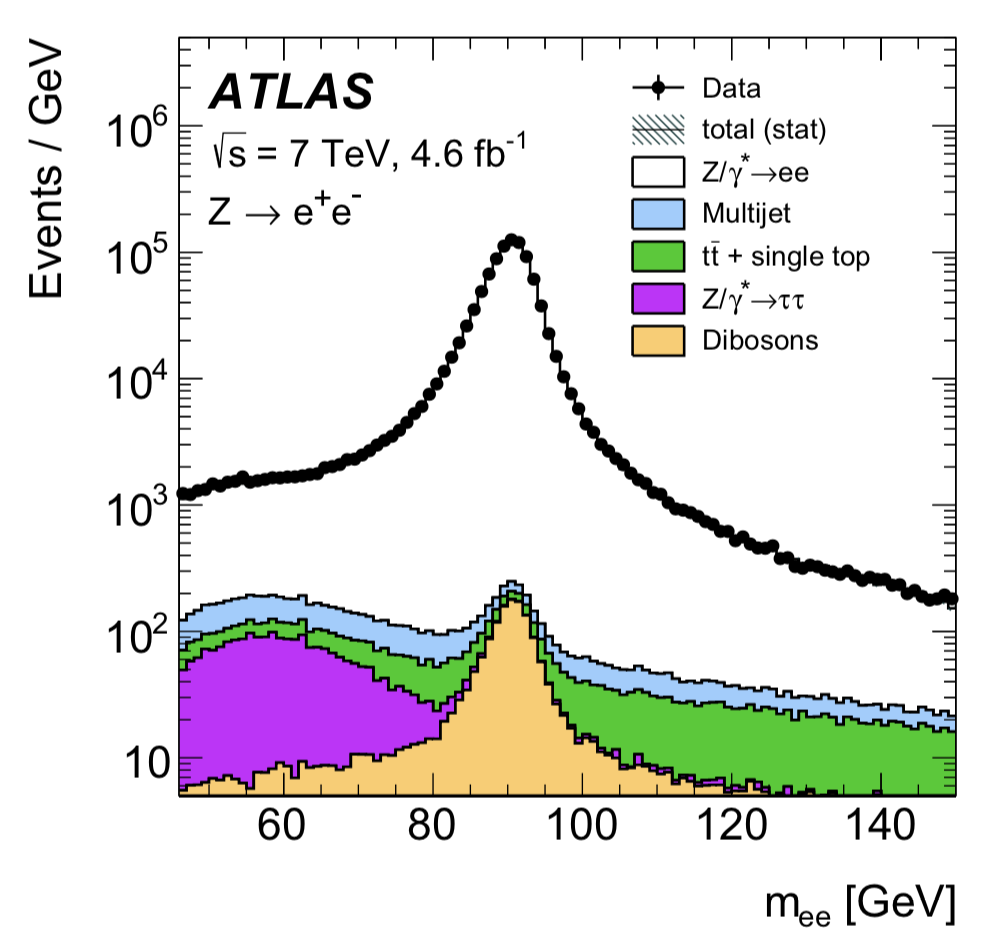 Events / GeV
ATLAS
√s = 7 TeV, 4.6 fb⁻¹
Z → e⁺e⁻
Data
total (stat)
Z/γ*→ee
Multijet
tt̄ + single top
Z/γ*→ττ
Dibosons
10⁶
10⁵
10⁴
10³
10²
10
60 80 100 120 140
mₑₑ [GeV]